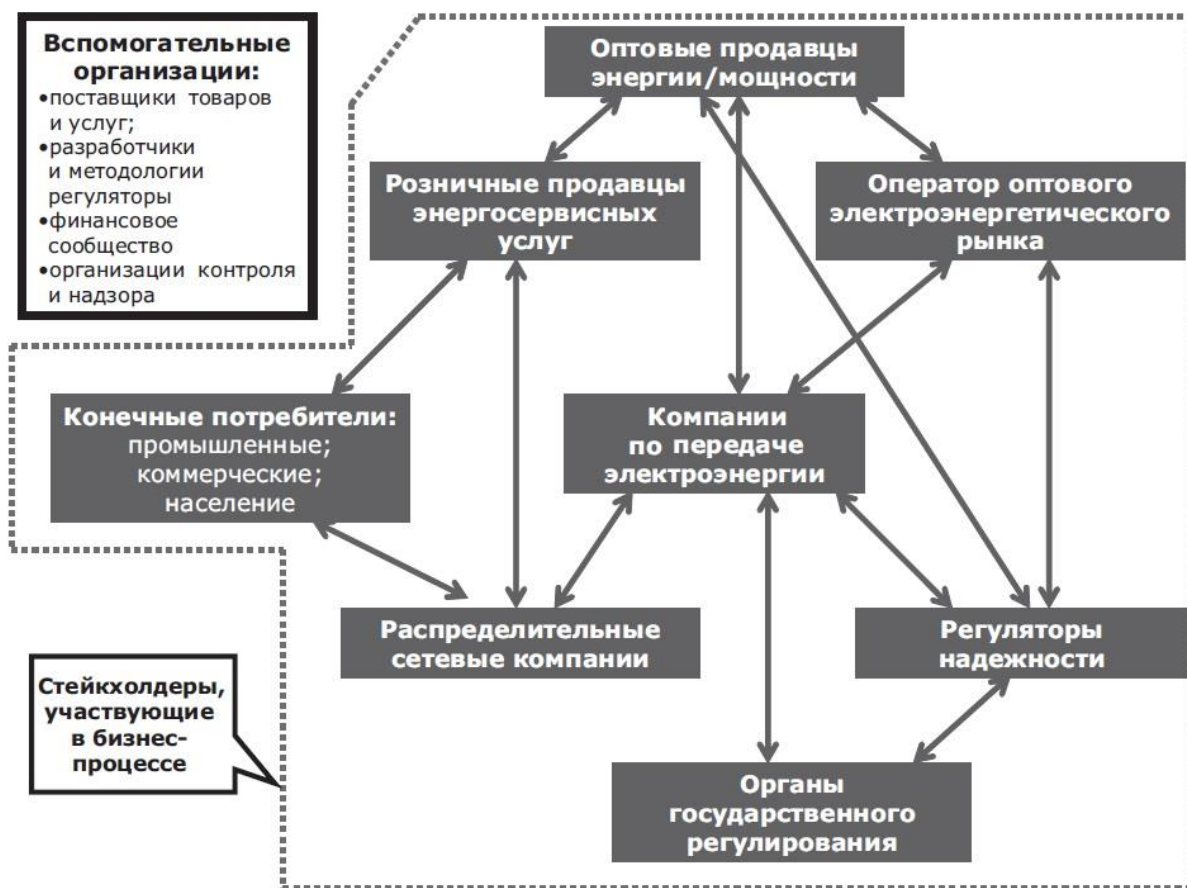 Вспомогательные
организации:
•поставщики товаров
и услуг;
•разработчики
и методологии
регуляторы
•финансовое
сообщество
•организации контроля
и надзора
Оптовые продавцы
энергии/мощности
Розничные продавцы
энергосервисных
услуг
Оператор оптового
электроэнергетического
рынка
Конечные потребители:
промышленные;
коммерческие;
население
Компании
по передаче
электроэнергии
Распределительные
сетевые компании
Регуляторы
надежности
Стейкхолдеры,
участвующие
в бизнес-
процессе
Органы
государственного
регулирования